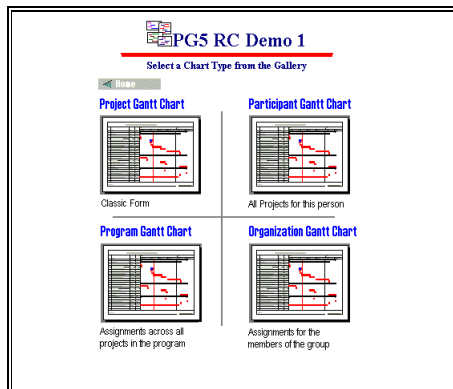 PG5 RC Demo 1
Select a Chart Type from the Gallery
Home
Project Gantt Chart
Participant Gantt Chart
Classic Form
All Projects for this person
Program Gantt Chart
Organization Gantt Chart
Assignments across all
projects in the program
Assignments for the
members of the group